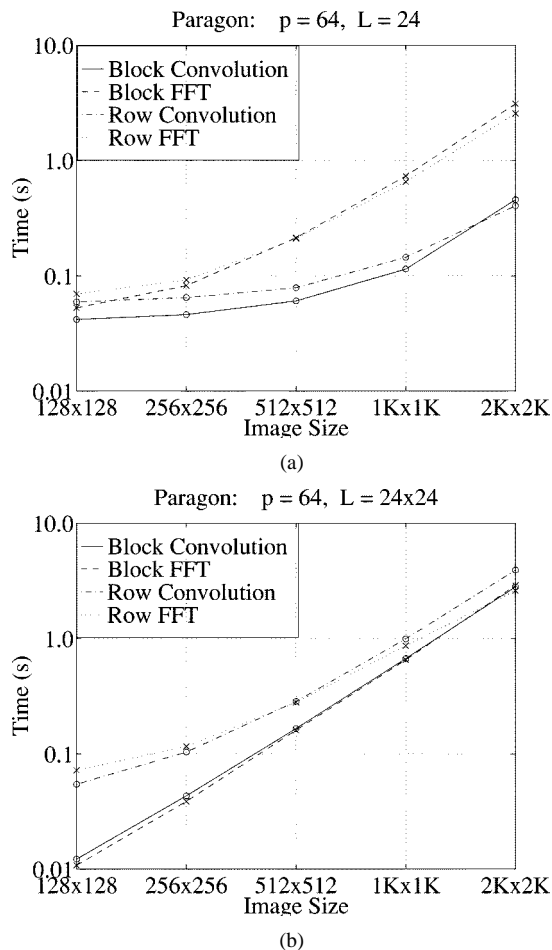 Paragon: p = 64, L = 24
10.0
Block Convolution
Block FFT
Row Convolution
Row FFT
1.0
Time (s)
0.1
0.01
128x128 256x256 512x512 1Kx1K 2Kx2K
Image Size
(a)
Paragon: p = 64, L = 24x24
10.0
Block Convolution
Block FFT
Row Convolution
Row FFT
1.0
Time (s)
0.1
0.01
128x128 256x256 512x512 1Kx1K 2Kx2K
Image Size
(b)